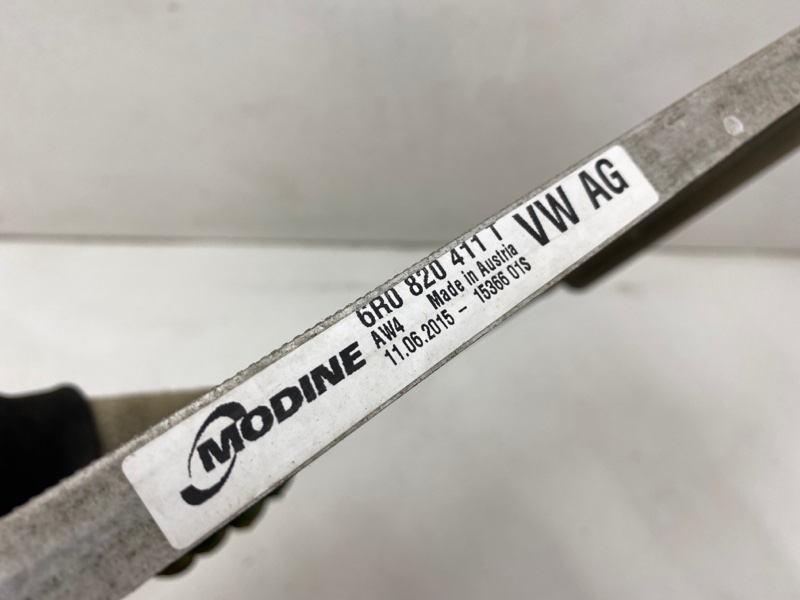 MODINE
6R0 820 411 T
AW4 Made in Austria
11.06.2015 - 15366 01S
VW AG